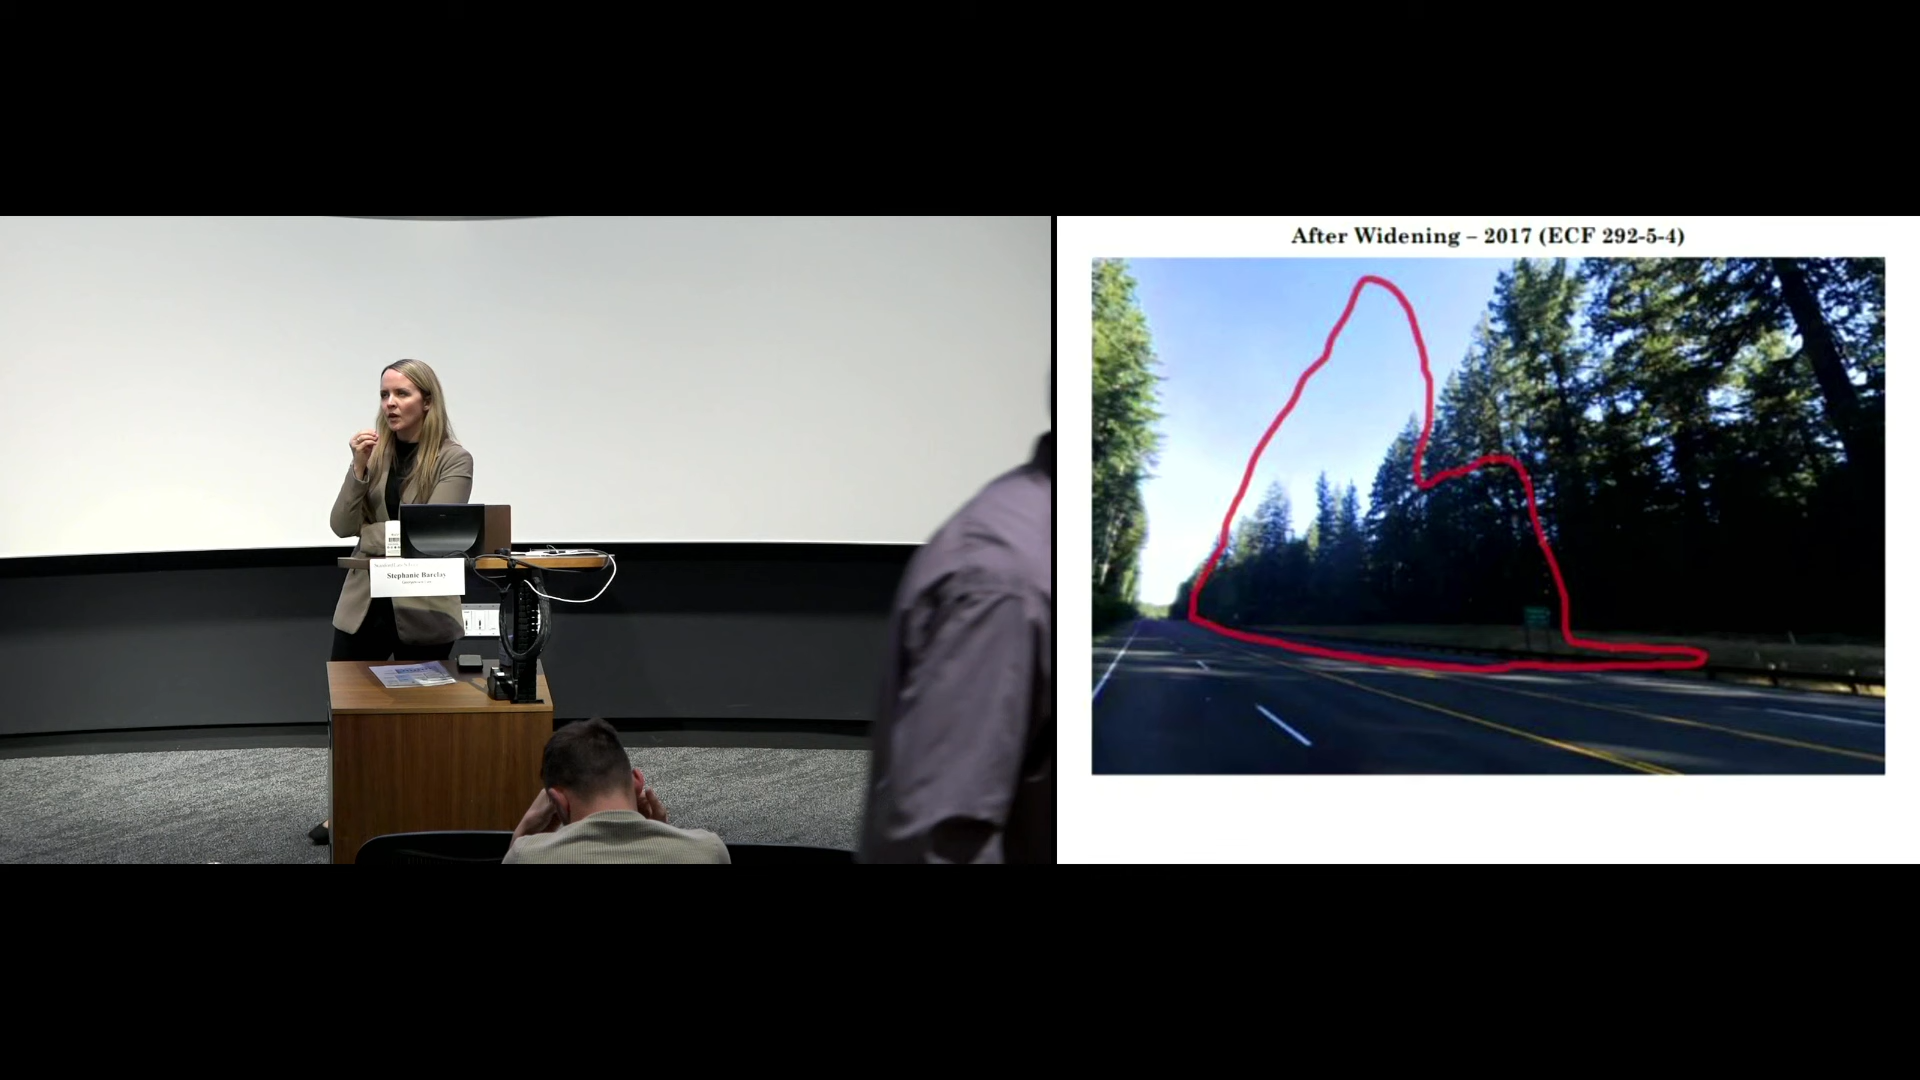 After Widening – 2017 (ECF 292-5-4)
Stephanie Barclay